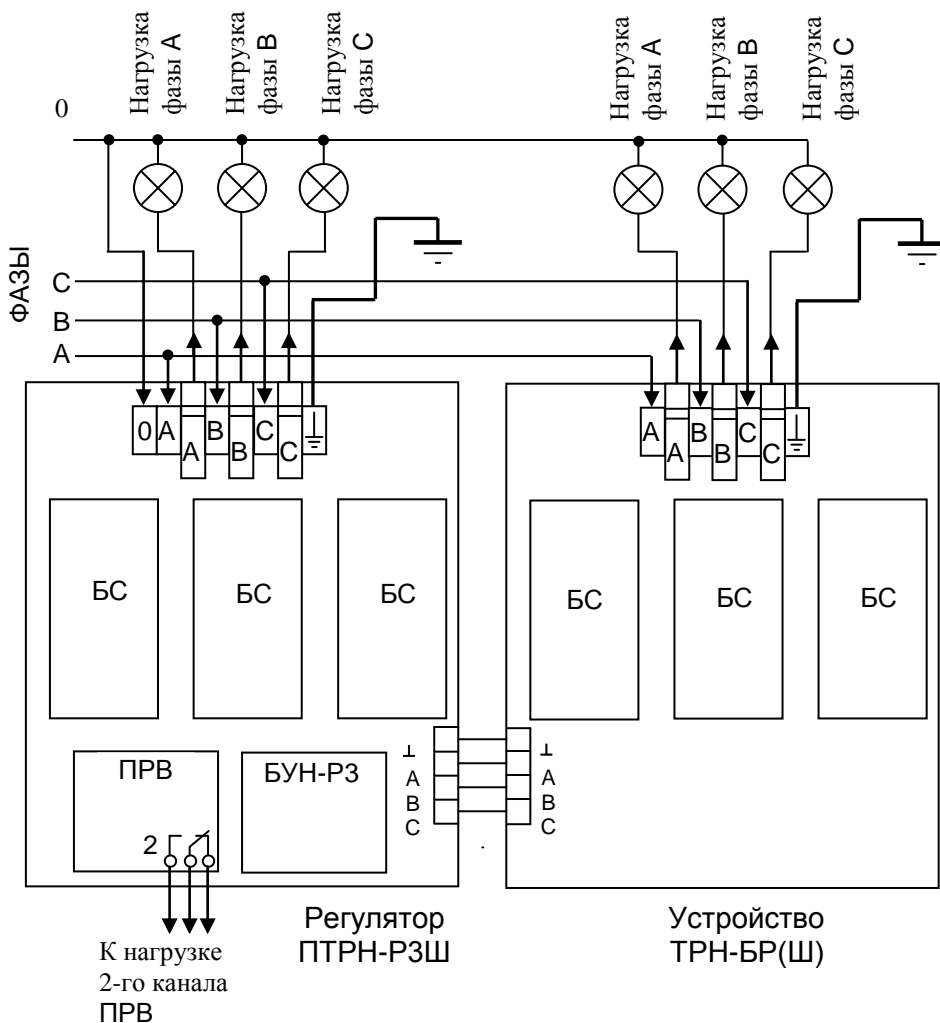 Нагрузка
фазы А
Нагрузка
фазы В
Нагрузка
фазы С
Нагрузка
фазы А
Нагрузка
фазы В
Нагрузка
фазы С
0
ФАЗЫ
С
В
А
0 А А В В С С
А А В В С С
БС БС БС
БС БС БС
ПРВ
2
БУН-Р3
А
В
С
А
В
С
Регулятор
ПТРН-Р3Ш
Устройство
ТРН-БР(Ш)
К нагрузке
2-го канала
ПРВ